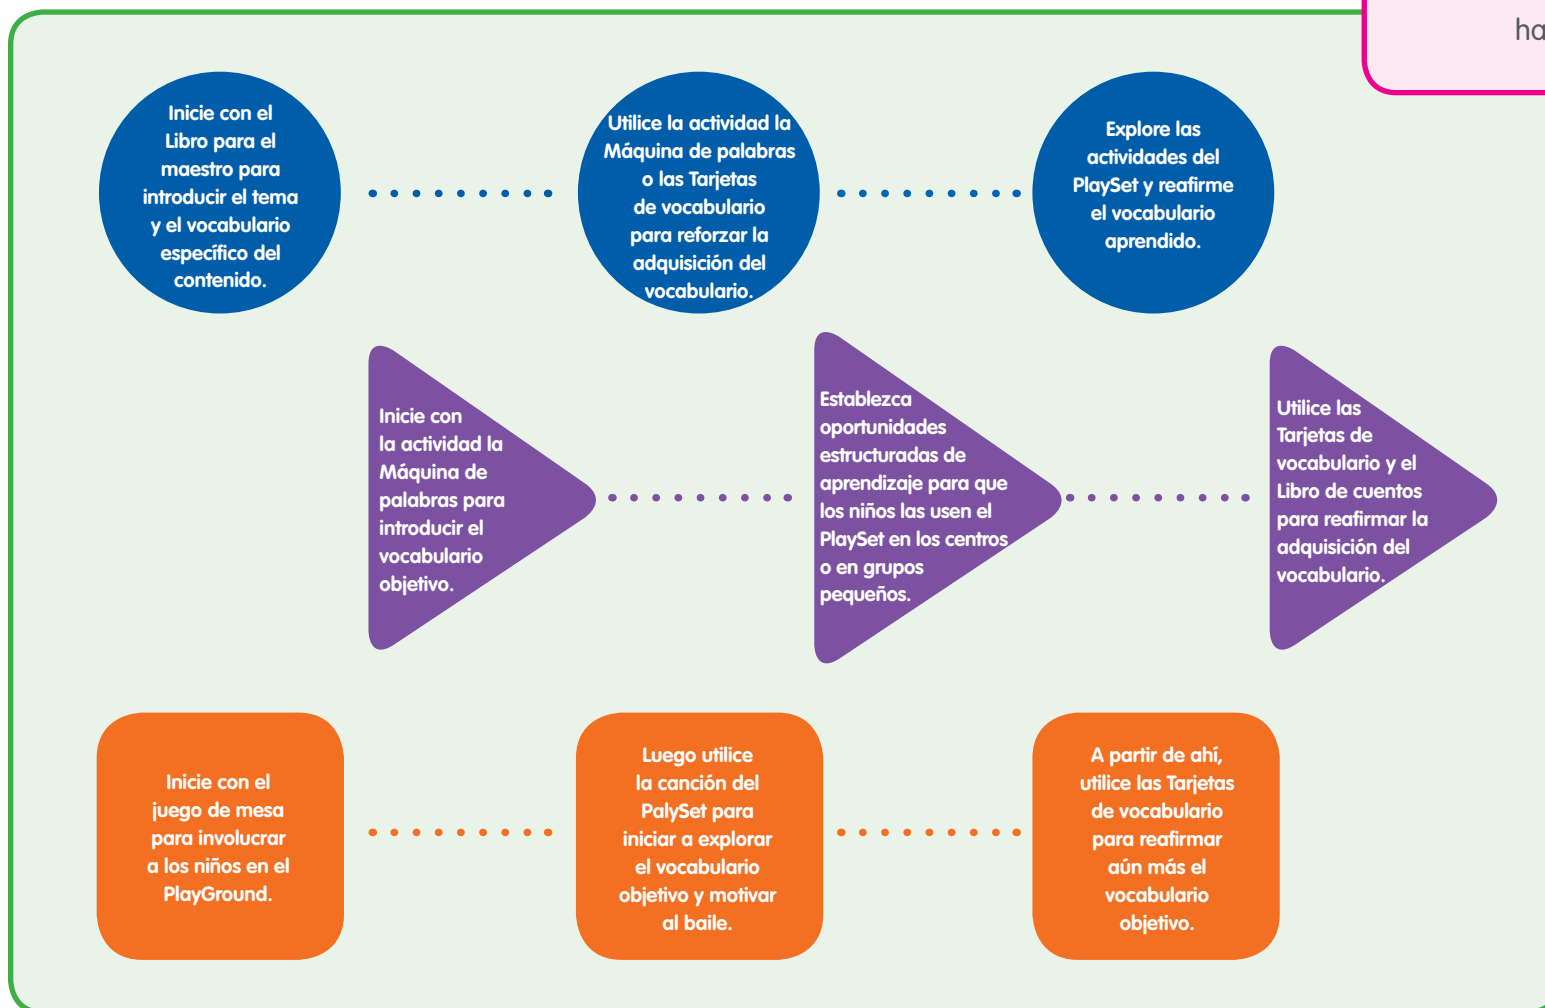 ha
Inicie con el
Libro para el
maestro para
introducir el tema
y el vocabulario
específico del
contenido.
Utilice la actividad la
Máquina de palabras
o las Tarjetas
de vocabulario
para reforzar la
adquisición del
vocabulario.
Explore las
actividades del
PlaySet y reafirme
el vocabulario
aprendido.
Inicie con
la actividad la
Máquina de
palabras para
introducir el
vocabulario
objetivo.
Establezca
oportunidades
estructuradas de
aprendizaje para que
los niños las usen el
PlaySet en los centros
o en grupos
pequeños.
Utilice las
Tarjetas de
vocabulario y el
Libro de cuentos
para reafirmar la
adquisición del
vocabulario.
Inicie con el
juego de mesa
para involucrar
a los niños en el
PlayGround.
Luego utilice
la canción del
PalySet para
iniciar a explorar
el vocabulario
objetivo y motivar
al baile.
A partir de ahí,
utilice las Tarjetas
de vocabulario
para reafirmar
aún más el
vocabulario
objetivo.